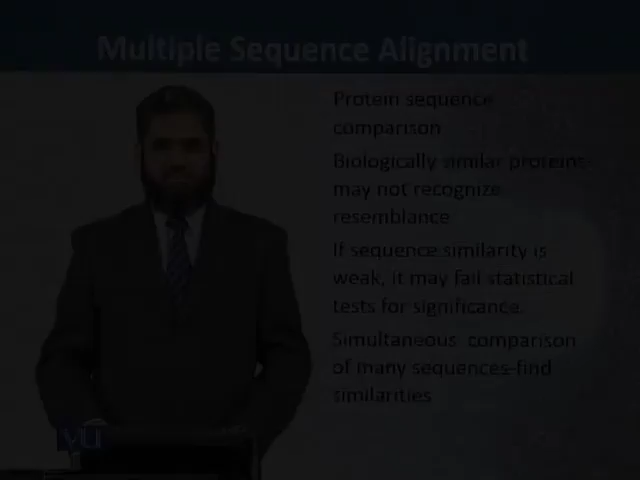 Multiple Sequence Alignment
Protein sequence
comparison
Biologically similar proteins
may not recognize
resemblance
If sequence similarity is
weak, it may fail statistical
tests for significance.
Simultaneous comparison
of many sequences-find
similarities
VU